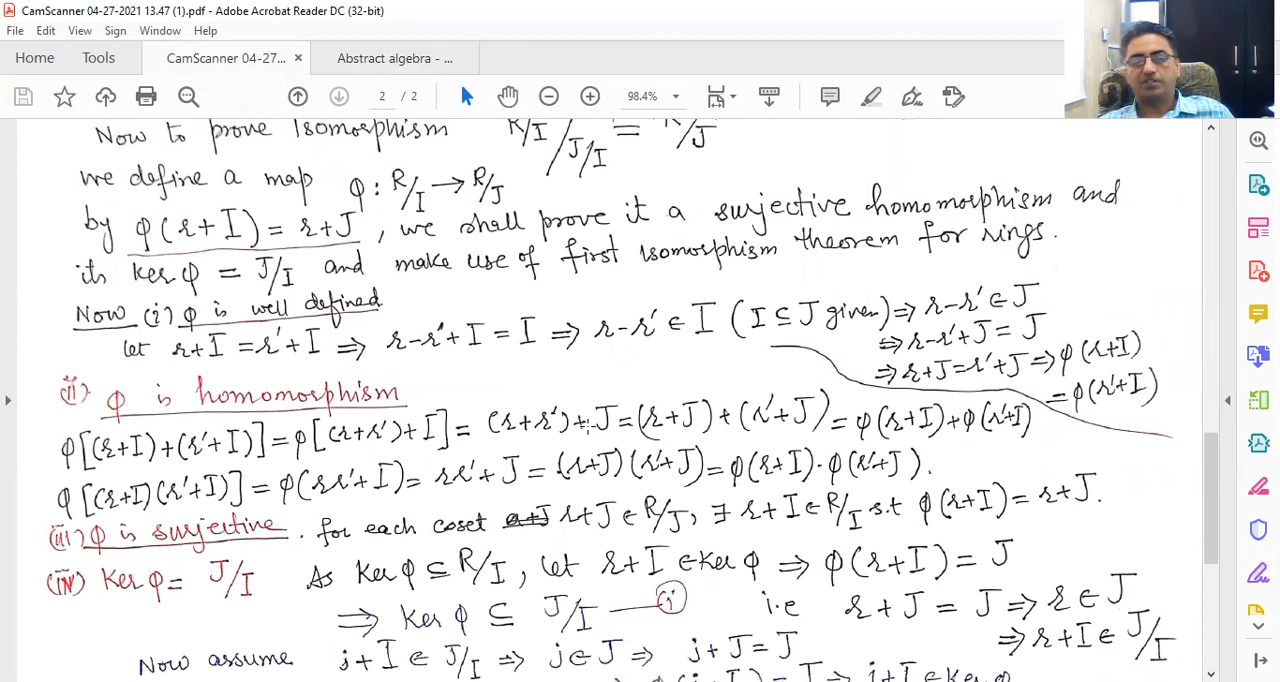 CamScanner 04-27-2021 13.47 (1).pdf - Adobe Acrobat Reader DC (32-bit)
File Edit View Sign Window Help
Home Tools CamScanner 04-27... × Abstract algebra - ...
2 / 2 98.4%
Now to prove Isomorphism R/I / J/I = R/J
we define a map φ : R/I → R/J
by φ(r+I) = r+J, we shall prove it a surjective homomorphism and
its ker φ = J/I and make use of first isomorphism theorem for rings.
Now (i) φ is well defined
let r+I = r'+I ⇒ r-r'+I = I ⇒ r-r' ∈ I (I ⊆ J given) ⇒ r-r' ∈ J
⇒ r-r'+J = J
⇒ r+J = r'+J ⇒ φ(r+I)
= φ(r'+I)
(ii) φ is homomorphism
φ[(r+I)+(r'+I)] = φ[(r+r')+I] = (r+r')+J = (r+J)+(r'+J) = φ(r+I)+φ(r'+I)
φ[(r+I)(r'+I)] = φ(rr'+I) = rr'+J = (r+J)(r'+J) = φ(r+I)·φ(r'+J).
(iii) φ is surjective . for each coset r+J ∈ R/J, ∃ r+I ∈ R/I s.t φ(r+I) = r+J.
(iv) Ker φ = J/I As Ker φ ⊆ R/I, let r+I ∈ Ker φ ⇒ φ(r+I) = J
⇒ Ker φ ⊆ J/I —(i) i.e r+J = J ⇒ r ∈ J
⇒ r+I ∈ J/I
Now assume j+I ∈ J/I ⇒ j ∈ J ⇒ j+J = J
φ(j+I) = J ⇒ j+I ∈ Ker φ